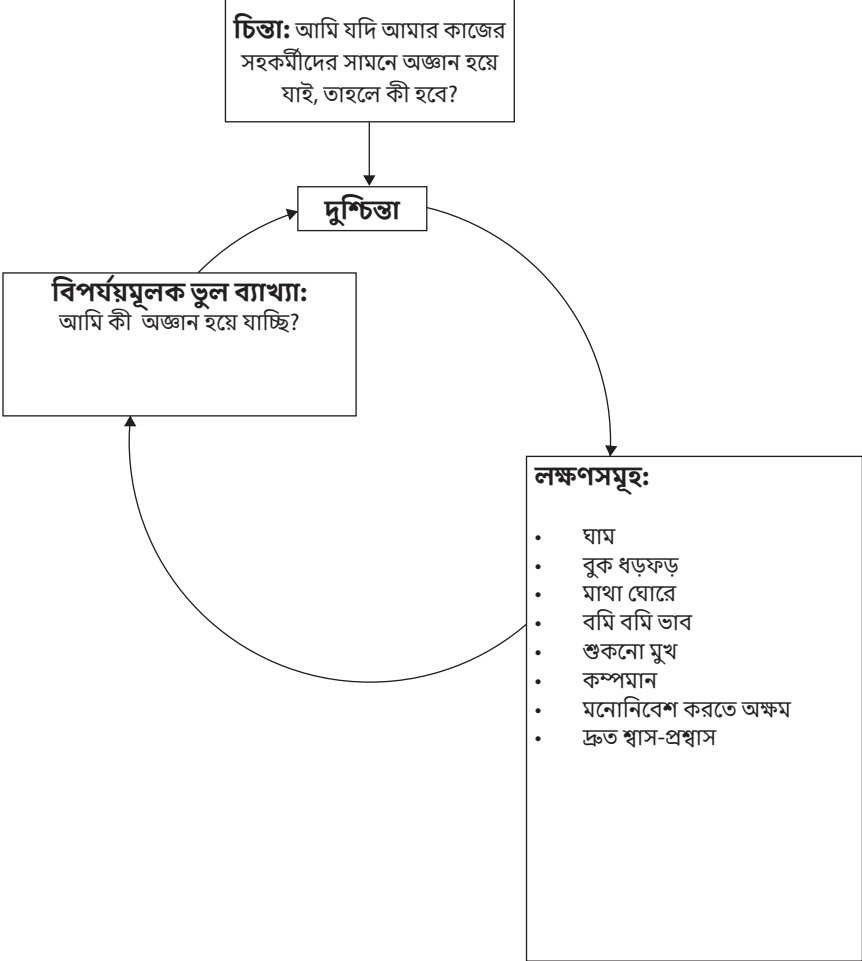 চিন্তা: আমি যদি আমার কাজের
সহকর্মীদের সামনে অজ্ঞান হয়ে
যাই, তাহলে কী হবে?
দুশ্চিন্তা
বিপর্যয়মূলক ভুল ব্যাখ্যা:
আমি কী অজ্ঞান হয়ে যাচ্ছি?
লক্ষণসমূহ:
• ঘাম
• বুক ধড়ফড়
• মাথা ঘোরে
• বমি বমি ভাব
• শুকনো মুখ
• কম্পমান
• মনোনিবেশ করতে অক্ষম
• দ্রুত শ্বাস-প্রশ্বাস